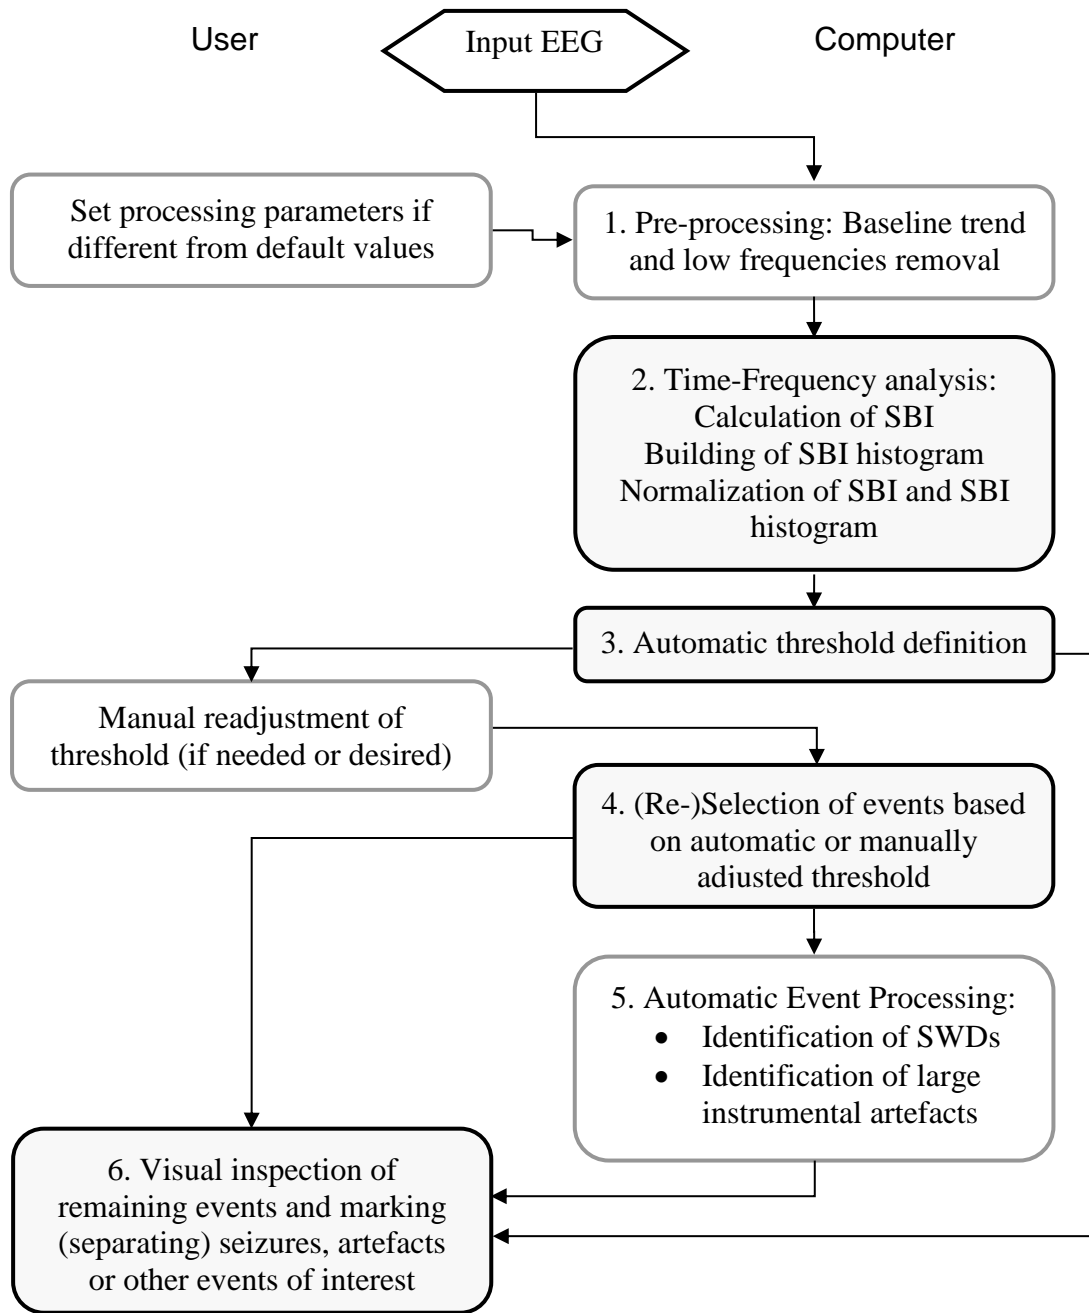 User
Input EEG
Computer
Set processing parameters if
different from default values
1. Pre-processing: Baseline trend
and low frequencies removal
2. Time-Frequency analysis:
Calculation of SBI
Building of SBI histogram
Normalization of SBI and SBI
histogram
3. Automatic threshold definition
Manual readjustment of
threshold (if needed or desired)
4. (Re-)Selection of events based
on automatic or manually
adjusted threshold
5. Automatic Event Processing:
• Identification of SWDs
• Identification of large
instrumental artefacts
6. Visual inspection of
remaining events and marking
(separating) seizures, artefacts
or other events of interest